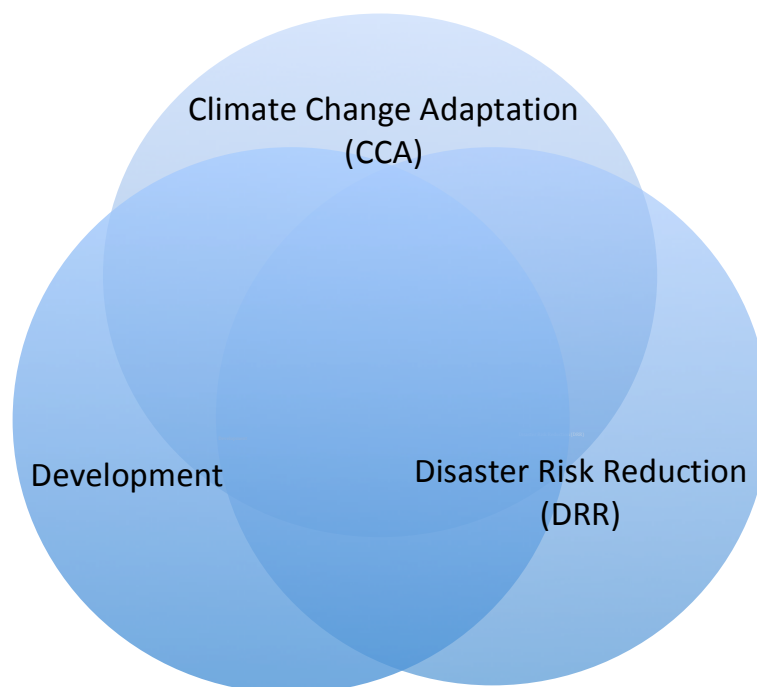 Climate Change Adaptation
(CCA)
Development
Disaster Risk Reduction
(DRR)